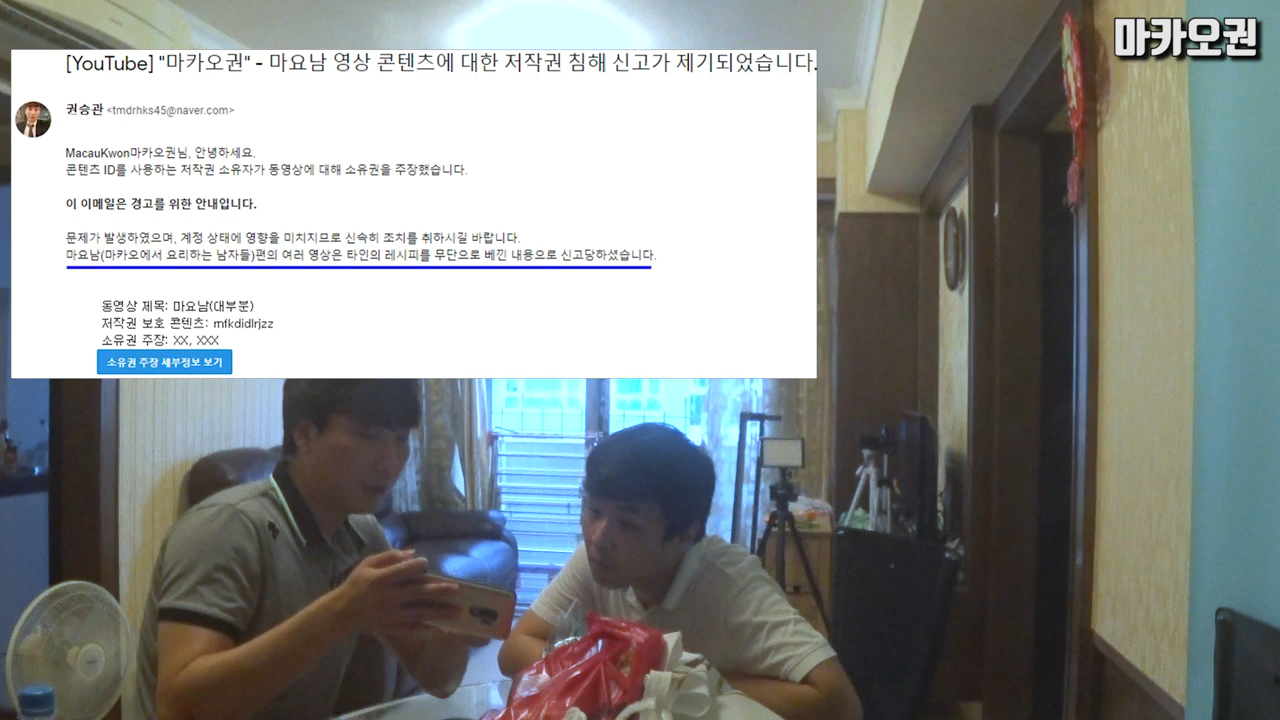 마카오권
[YouTube] "마카오권" - 마요남 영상 콘텐츠에 대한 저작권 침해 신고가 제기되었습니다.
권승관 <tmdrhks45@naver.com>
MacauKwon마카오권님, 안녕하세요.
콘텐츠 ID를 사용하는 저작권 소유자가 동영상에 대해 소유권을 주장했습니다.
이 이메일은 경고를 위한 안내입니다.
문제가 발생하였으며, 계정 상태에 영향을 미치지므로 신속히 조치를 취하시길 바랍니다.
마요남(마카오에서 요리하는 남자들)편의 여러 영상은 타인의 레시피를 무단으로 베낀 내용으로 신고당하셨습니다.
동영상 제목: 마요남(대부분)
저작권 보호 콘텐츠: rnfkdidlrjzz
소유권 주장: XX, XXX
소유권 주장 세부정보 보기